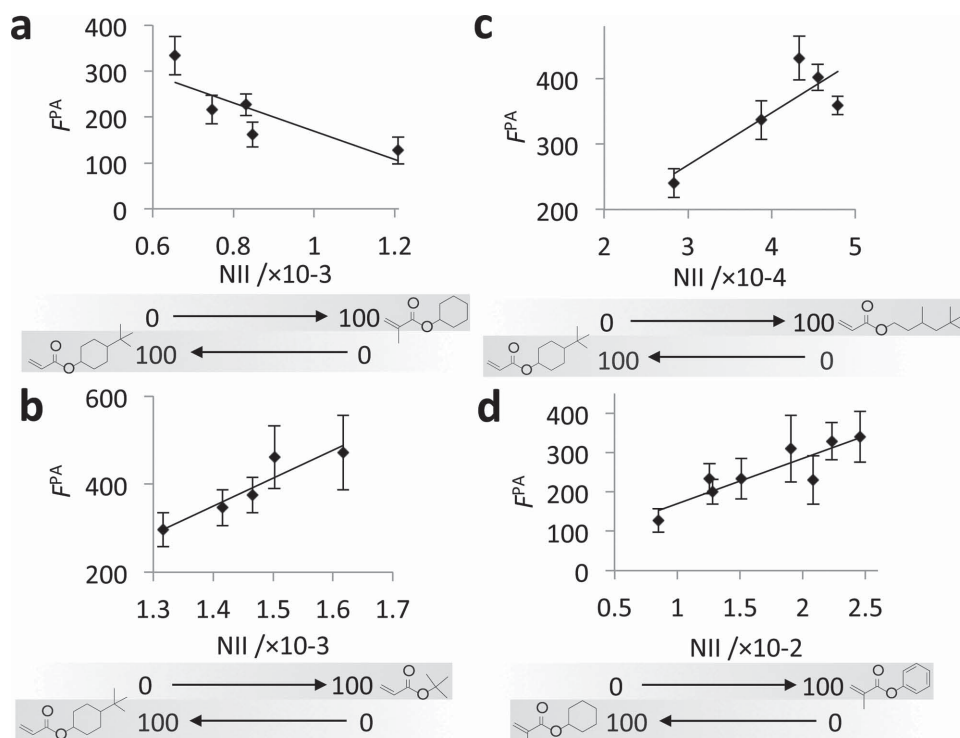 a
400
300
200
100
0
F^PA
0.6 0.8 1 1.2
NII /×10-3
0 100
O
O
O
O
100 0
c
400
300
200
F^PA
2 3 4 5
NII /×10-4
0 100
O
O
O
O
100 0
b
600
400
200
F^PA
1.3 1.4 1.5 1.6 1.7
NII /×10-3
0 100
O
O
O
O
100 0
d
400
300
200
100
0
F^PA
0.5 1 1.5 2 2.5
NII /×10-2
0 100
O
O
O
O
100 0